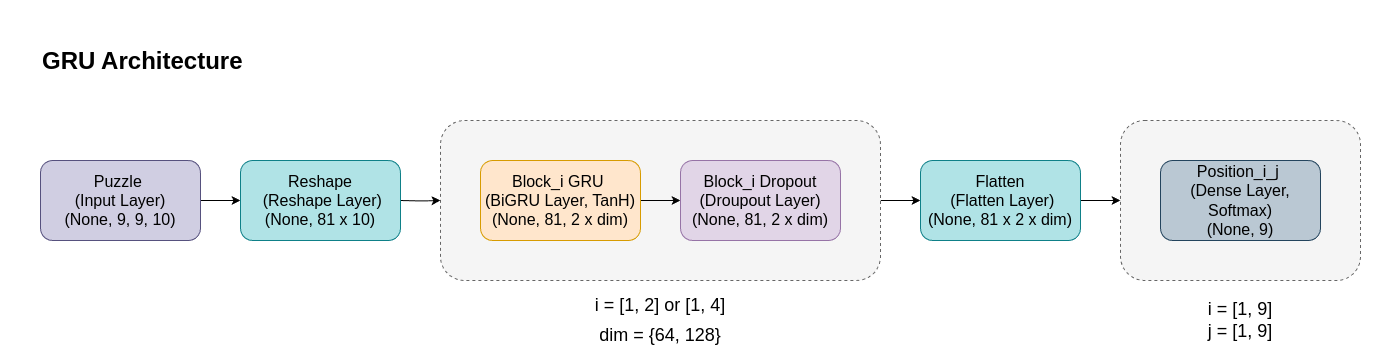 GRU Architecture
Puzzle
(Input Layer)
(None, 9, 9, 10)
Reshape
(Reshape Layer)
(None, 81 x 10)
Block_i GRU
(BiGRU Layer, TanH)
(None, 81, 2 x dim)
Block_i Dropout
(Droupout Layer)
(None, 81, 2 x dim)
i = [1, 2] or [1, 4]
dim = {64, 128}
Flatten
(Flatten Layer)
(None, 81 x 2 x dim)
Position_i_j
(Dense Layer,
Softmax)
(None, 9)
i = [1, 9]
j = [1, 9]